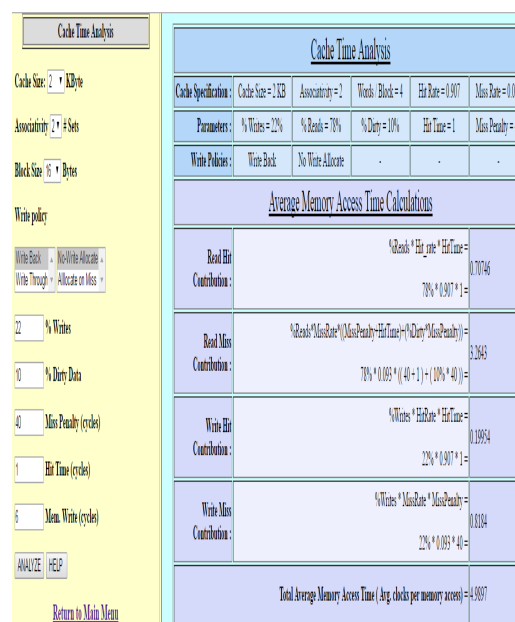 Cache Time Analysis
Cache Size: 2 KByte
Associativity 2 # Sets
Block Size 16 Bytes
Write policy
Write Back No-Write Allocate
Write Through Allocate on Miss
22 % Writes
10 % Dirty Data
40 Miss Penalty (cycles)
1 Hit Time (cycles)
6 Mem. Write (cycles)
ANALYZE HELP
Return to Main Menu
Cache Time Analysis
Cache Specification : Cache Size = 2 KB Associativity = 2 Words / Block = 4 Hit Rate = 0.907 Miss Rate = 0.0
Parameters : % Writes = 22% % Reads = 78% % Dirty = 10% Hit Time = 1 Miss Penalty =
Write Policies : Write Back No Write Allocate - - -
Average Memory Access Time Calculations
Read Hit Contribution : %Reads * Hit_rate * HitTime = 0.70746
78% * 0.907 * 1 =
Read Miss Contribution : %Reads*MissRate*((MissPenalty+HitTime)+(%Dirty*MissPenalty)) = 3.2643
78% * 0.093 * (( 40 + 1 ) + ( 10% * 40 )) =
Write Hit Contribution : %Writes * HitRate * HitTime = 0.19954
22% * 0.907 * 1 =
Write Miss Contribution : %Writes * MissRate * MissPenalty = 0.8184
22% * 0.093 * 40 =
Total Average Memory Access Time ( Avg. clocks per memory access) = 4.9897